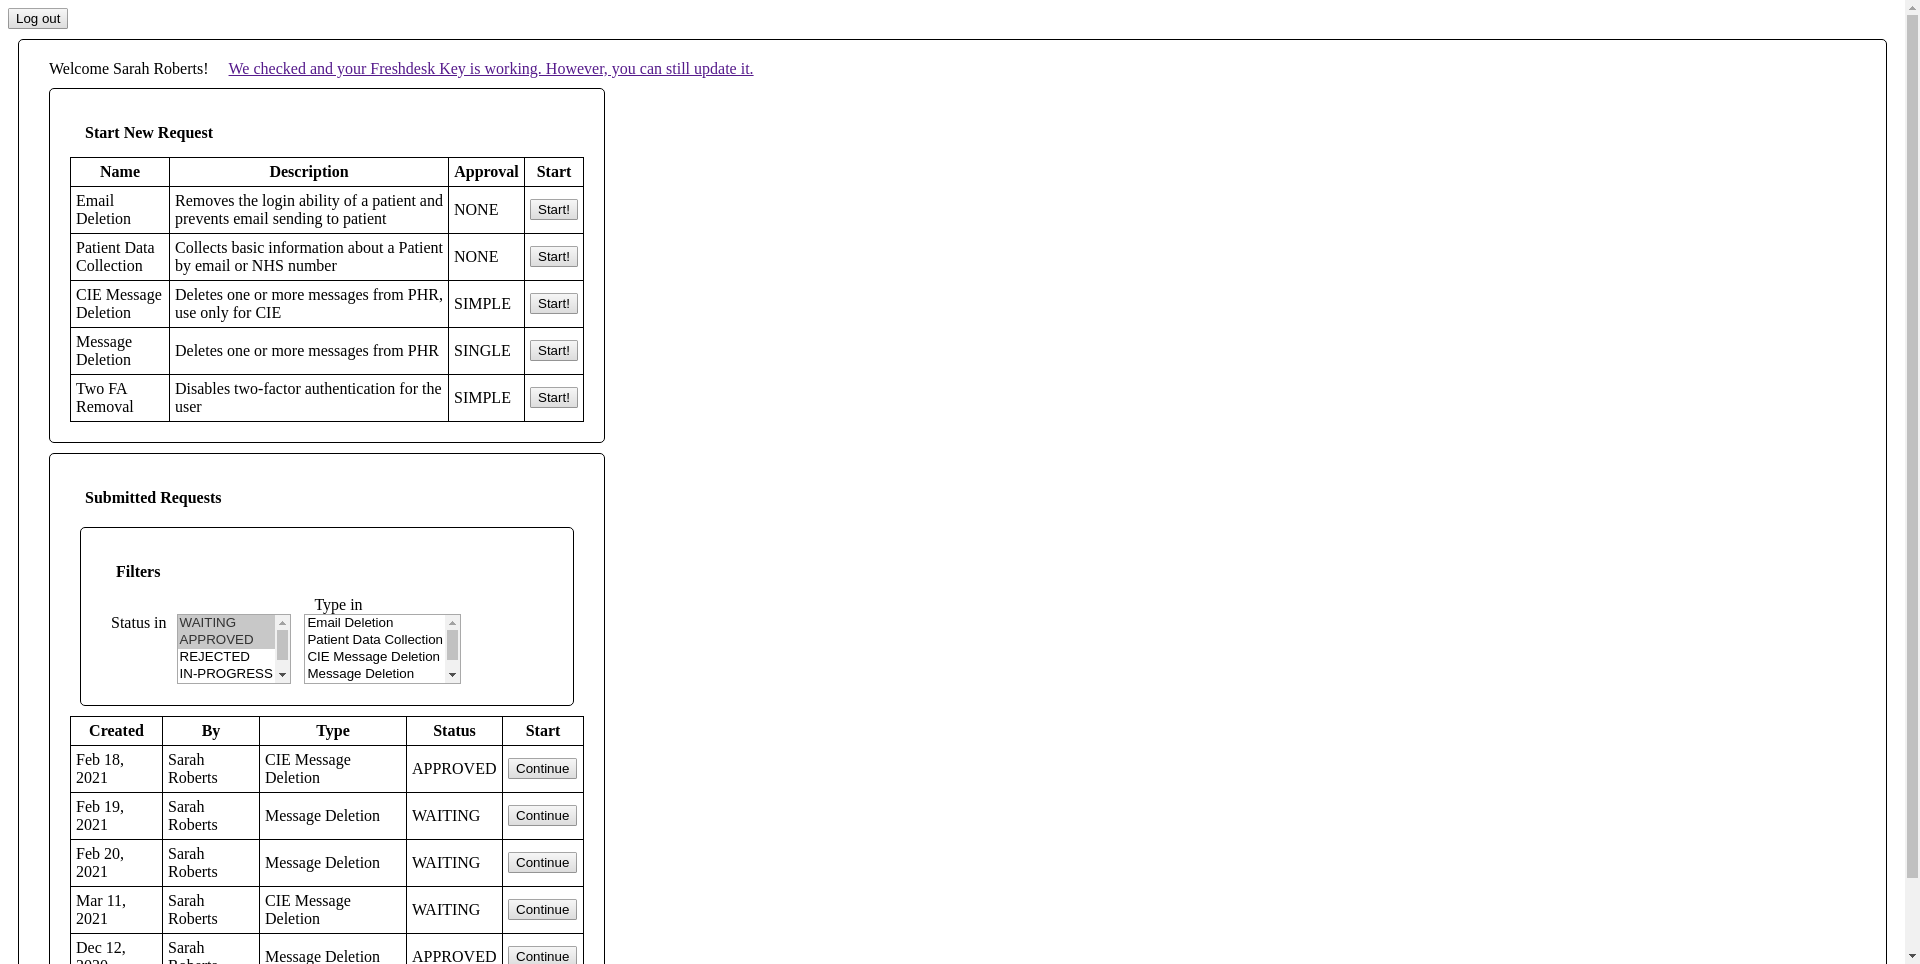 Log out
Welcome Sarah Roberts! We checked and your Freshdesk Key is working. However, you can still update it.
Start New Request
Name Description Approval Start
Email Deletion Removes the login ability of a patient and prevents email sending to patient NONE Start!
Patient Data Collection Collects basic information about a Patient by email or NHS number NONE Start!
CIE Message Deletion Deletes one or more messages from PHR, use only for CIE SIMPLE Start!
Message Deletion Deletes one or more messages from PHR SINGLE Start!
Two FA Removal Disables two-factor authentication for the user SIMPLE Start!
Submitted Requests
Filters
Type in
Status in
WAITING
APPROVED
REJECTED
IN-PROGRESS
Email Deletion
Patient Data Collection
CIE Message Deletion
Message Deletion
Created By Type Status Start
Feb 18, 2021 Sarah Roberts CIE Message Deletion APPROVED Continue
Feb 19, 2021 Sarah Roberts Message Deletion WAITING Continue
Feb 20, 2021 Sarah Roberts Message Deletion WAITING Continue
Mar 11, 2021 Sarah Roberts CIE Message Deletion WAITING Continue
Dec 12, 2020 Sarah Roberts Message Deletion APPROVED Continue